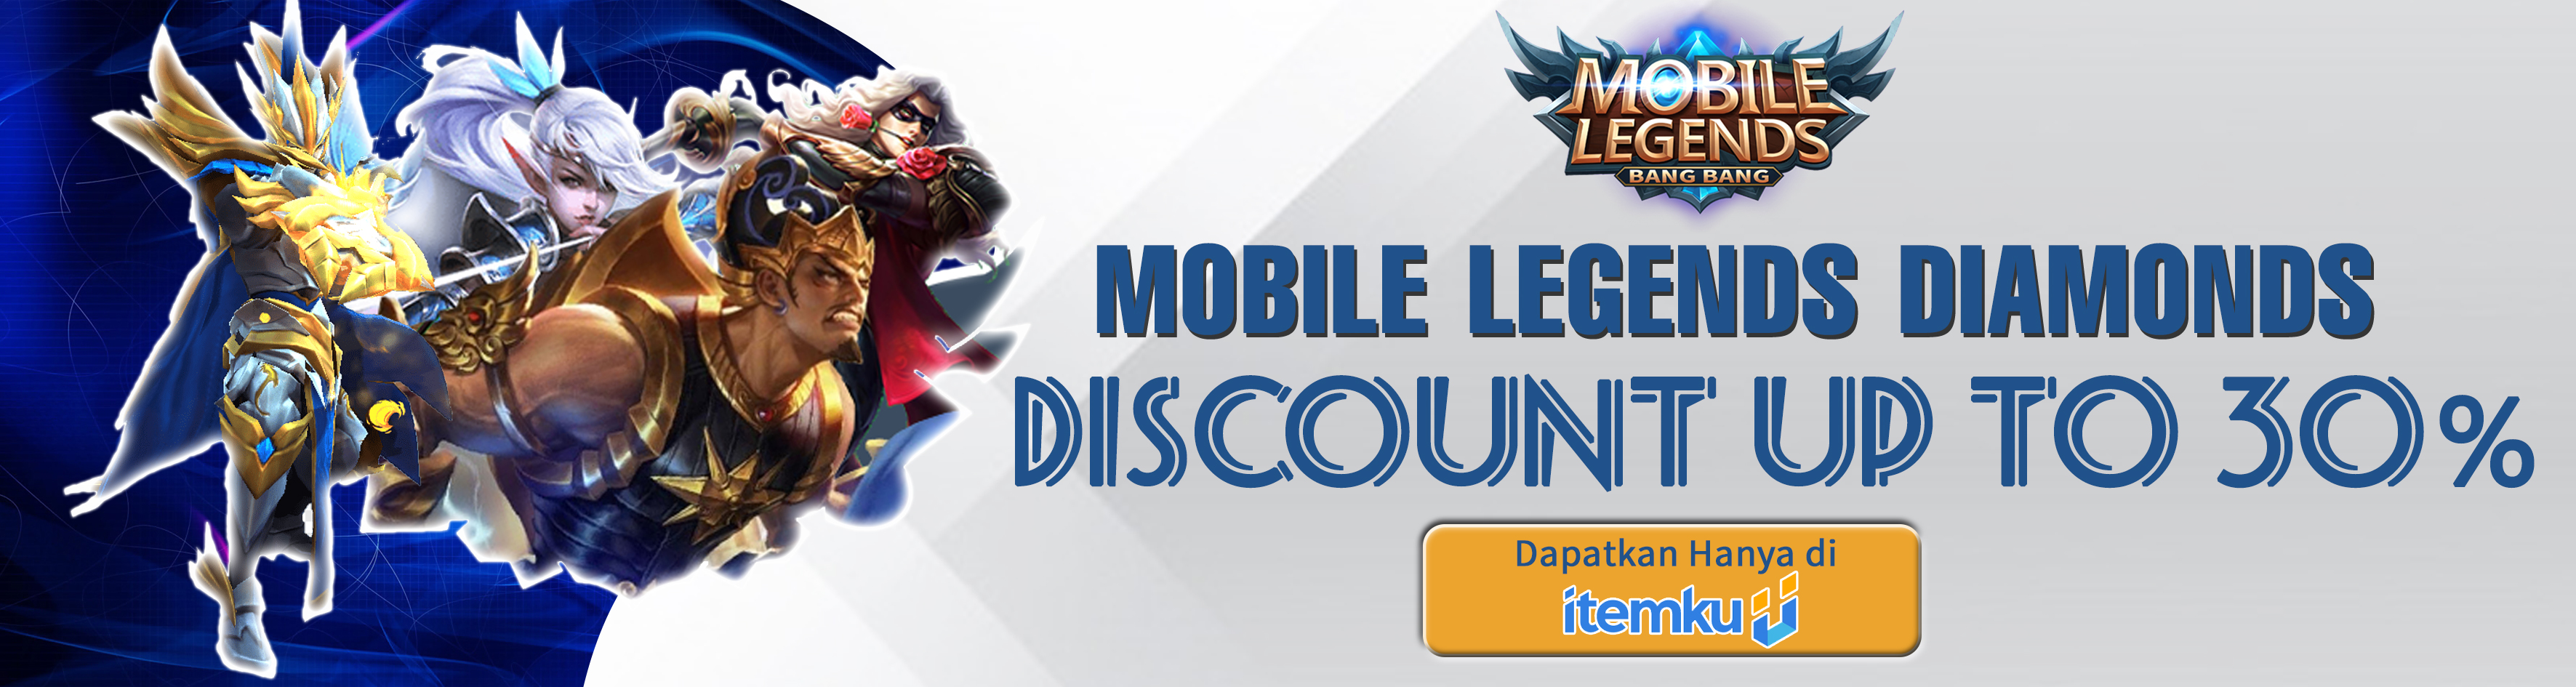 MOBILE
LEGENDS
BANG BANG
MOBILE LEGENDS DIAMONDS
DISCOUNT UP TO 30%
Dapatkan Hanya di
itemku